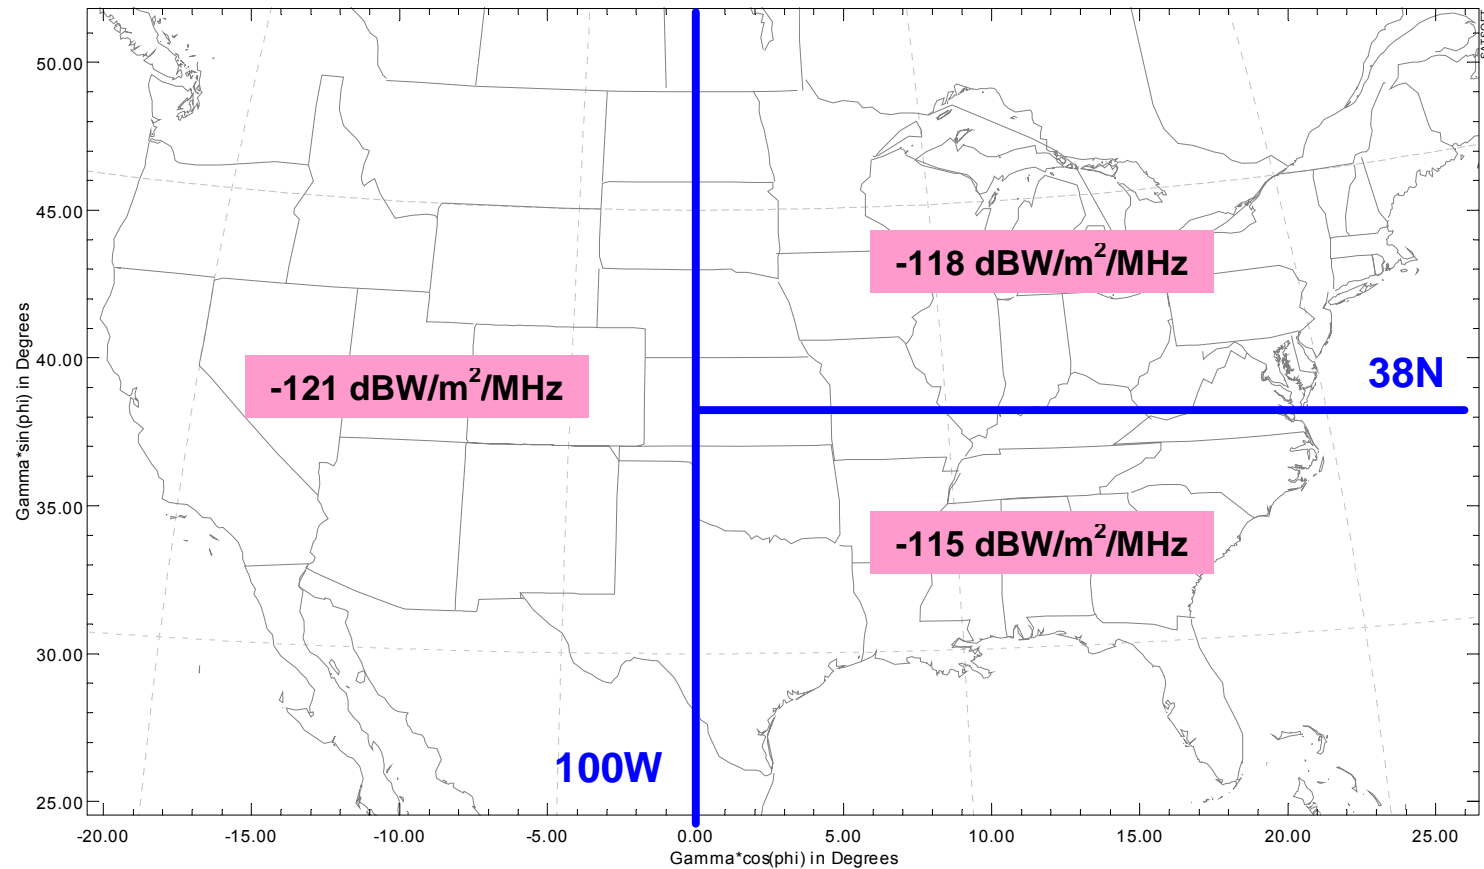 50.00
45.00
-118 dBW/m²/MHz
40.00
38N
-121 dBW/m²/MHz
35.00
-115 dBW/m²/MHz
30.00
100W
25.00
-20.00 -15.00 -10.00 -5.00 0.00 5.00 10.00 15.00 20.00 25.00
Gamma*cos(phi) in Degrees
Gamma*sin(phi) in Degrees